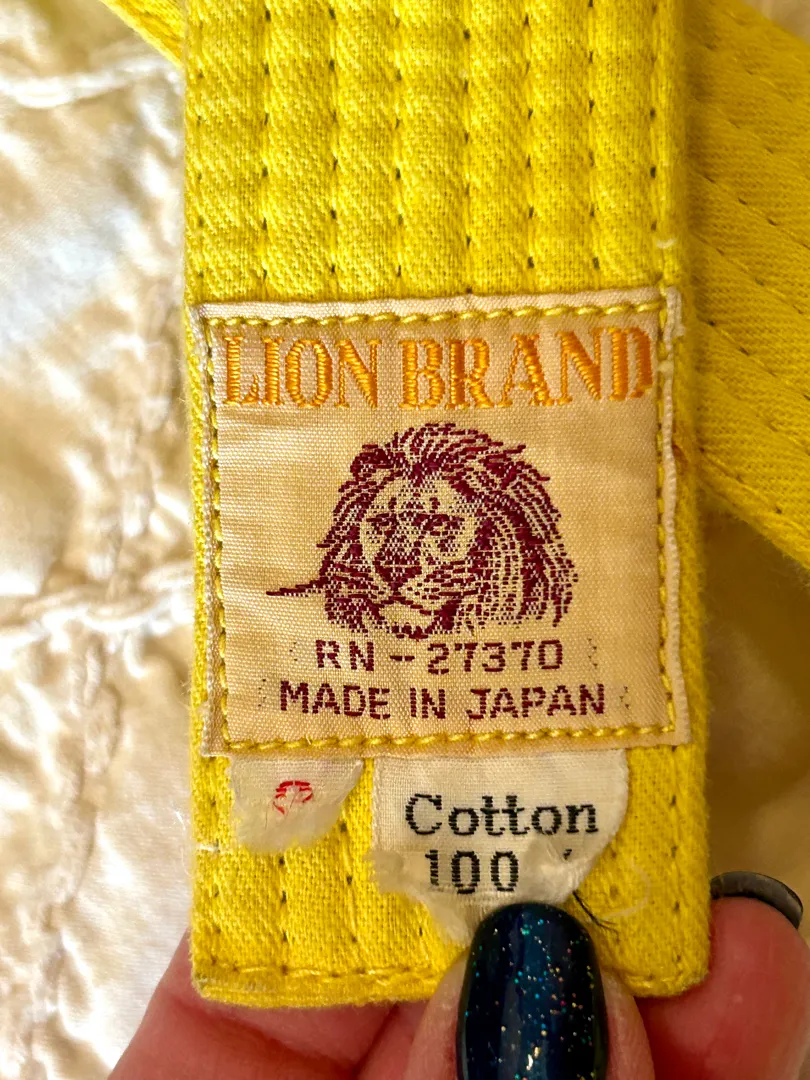 LION BRAND
RN-27370
MADE IN JAPAN
Cotton
100